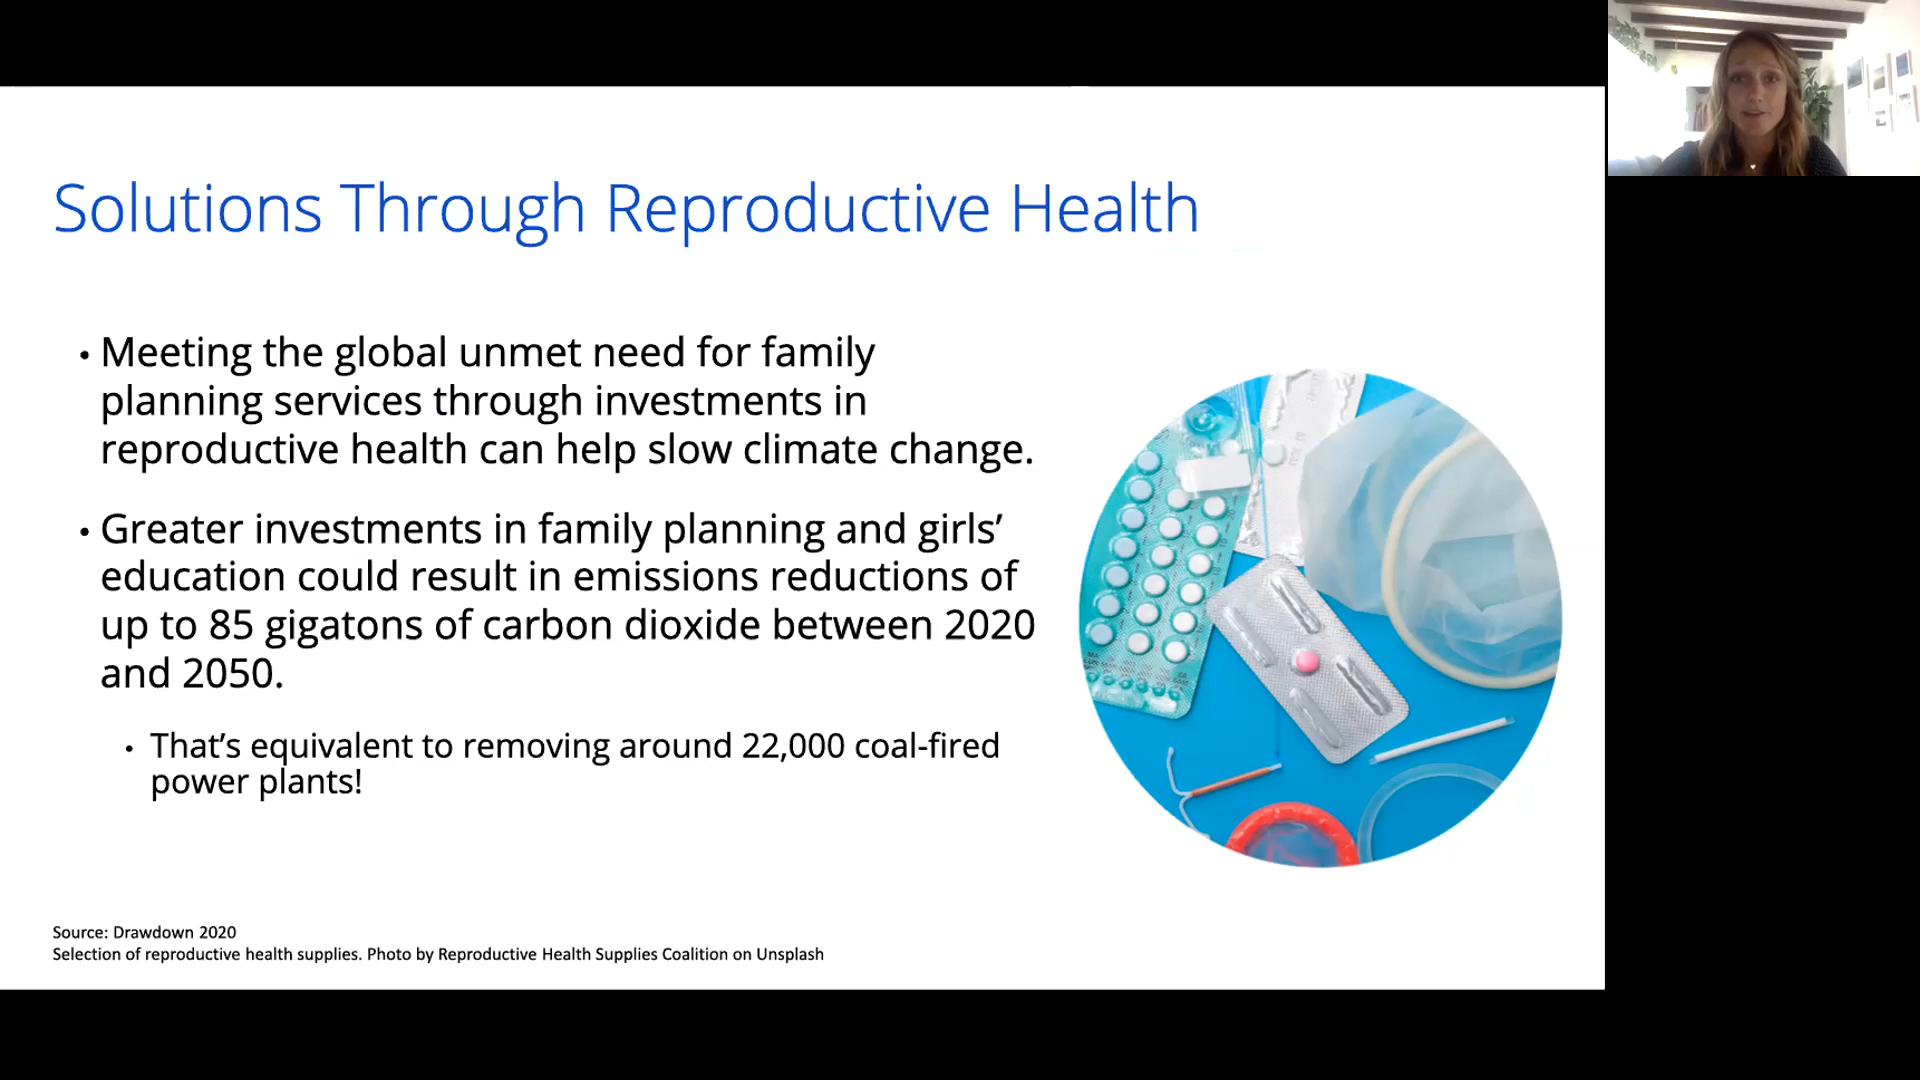 Solutions Through Reproductive Health
• Meeting the global unmet need for family
planning services through investments in
reproductive health can help slow climate change.
• Greater investments in family planning and girls’
education could result in emissions reductions of
up to 85 gigatons of carbon dioxide between 2020
and 2050.
• That’s equivalent to removing around 22,000 coal-fired
power plants!
Source: Drawdown 2020
Selection of reproductive health supplies. Photo by Reproductive Health Supplies Coalition on Unsplash